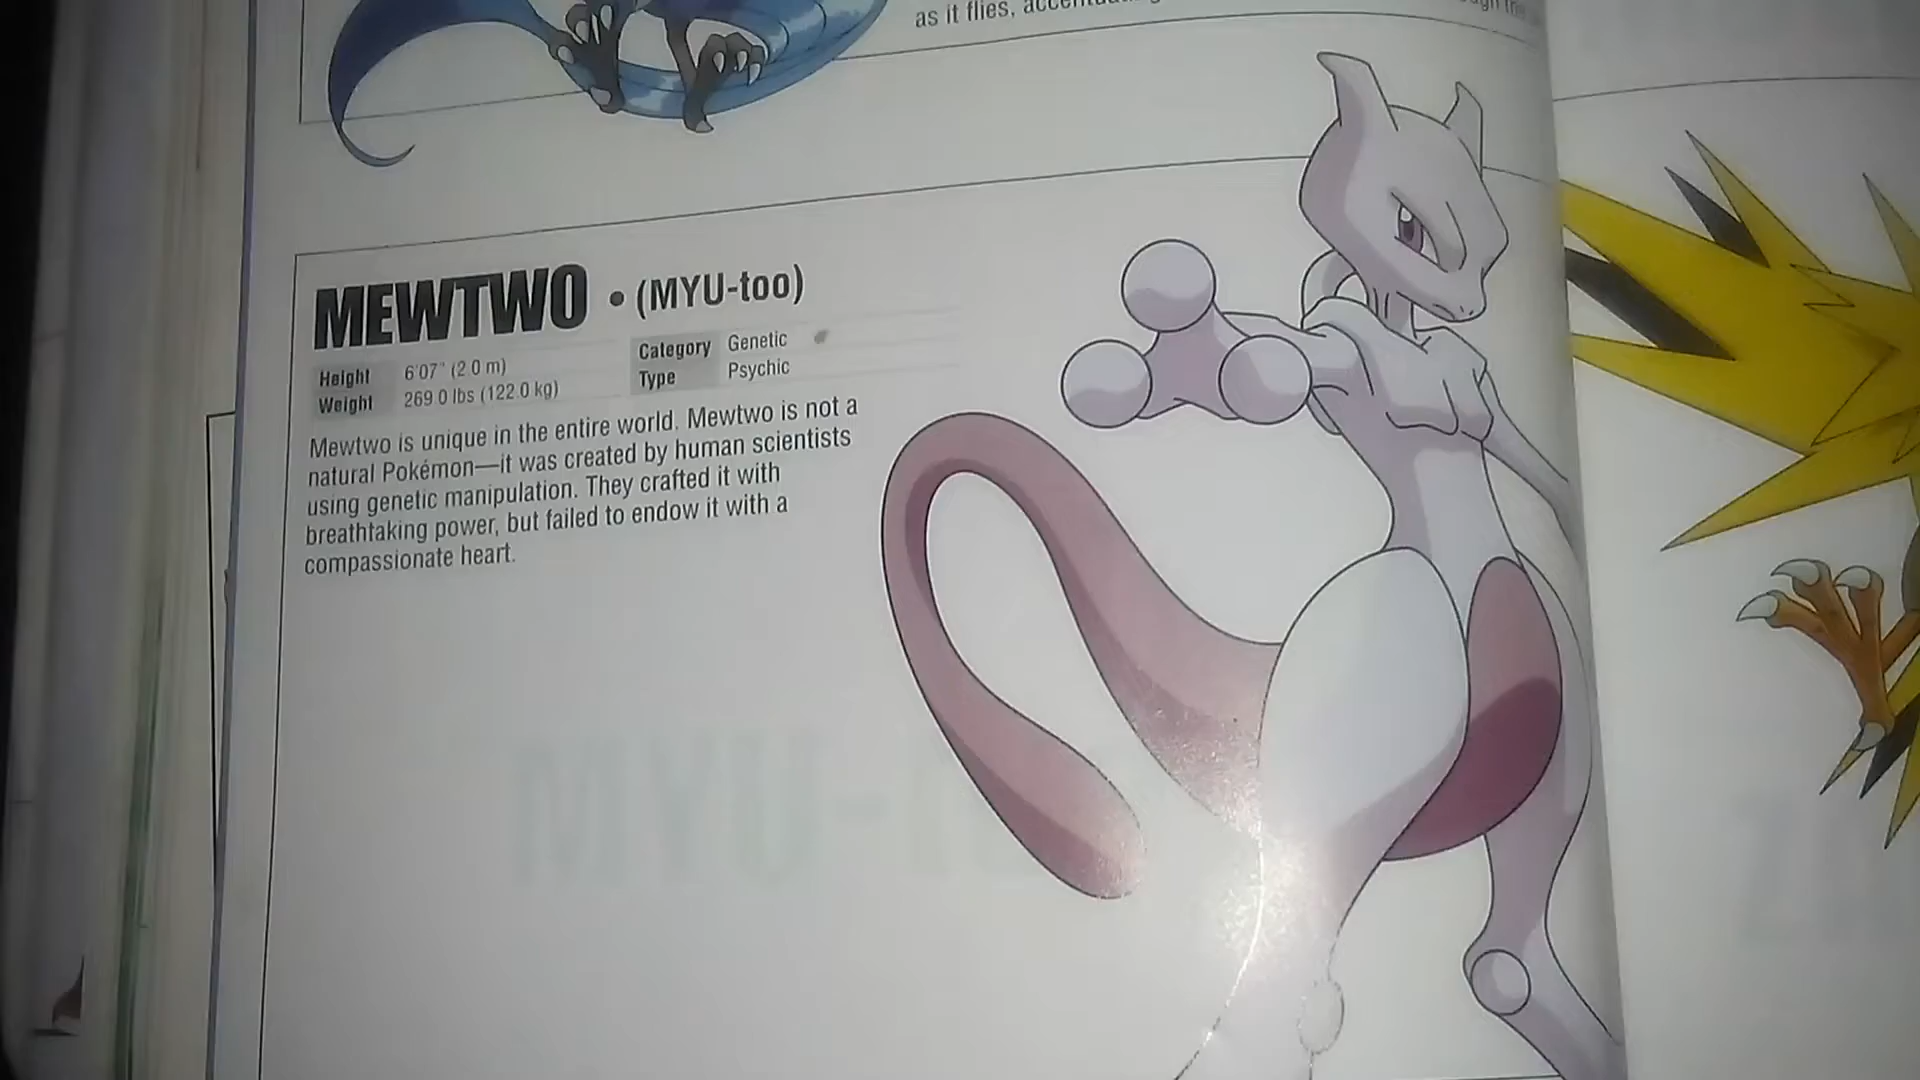 as it flies,
MEWTWO • (MYU-too)
Height 6'07" (2.0 m)
Weight 269.0 lbs (122.0 kg)
Category Genetic
Type Psychic
Mewtwo is unique in the entire world. Mewtwo is not a
natural Pokémon—it was created by human scientists
using genetic manipulation. They crafted it with
breathtaking power, but failed to endow it with a
compassionate heart.